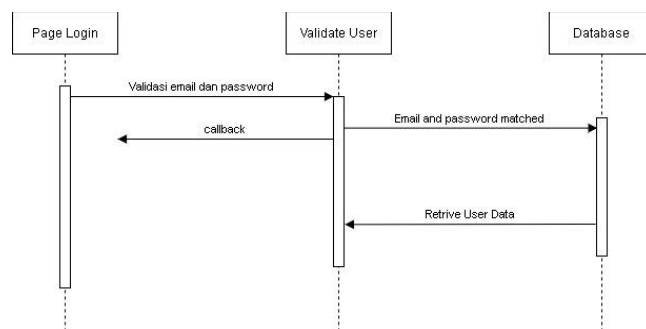 Page Login
Validate User
Database
Validasi email dan password
Email and password matched
callback
Retrive User Data